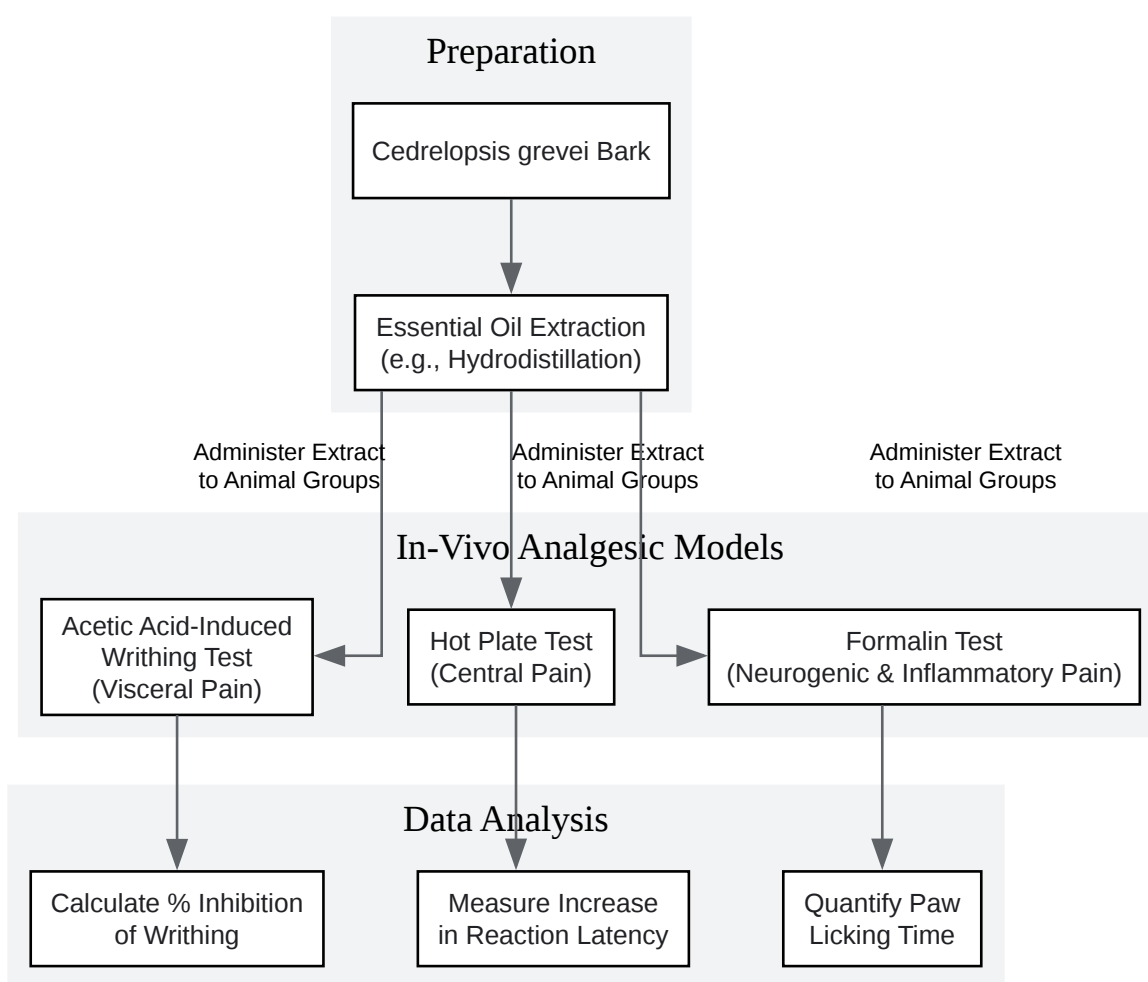 Preparation
Cedrelopsis grevei Bark
Essential Oil Extraction
(e.g., Hydrodistillation)
Administer Extract
to Animal Groups
Administer Extract
to Animal Groups
Administer Extract
to Animal Groups
In-Vivo Analgesic Models
Acetic Acid-Induced
Writhing Test
(Visceral Pain)
Hot Plate Test
(Central Pain)
Formalin Test
(Neurogenic & Inflammatory Pain)
Data Analysis
Calculate % Inhibition
of Writhing
Measure Increase
in Reaction Latency
Quantify Paw
Licking Time